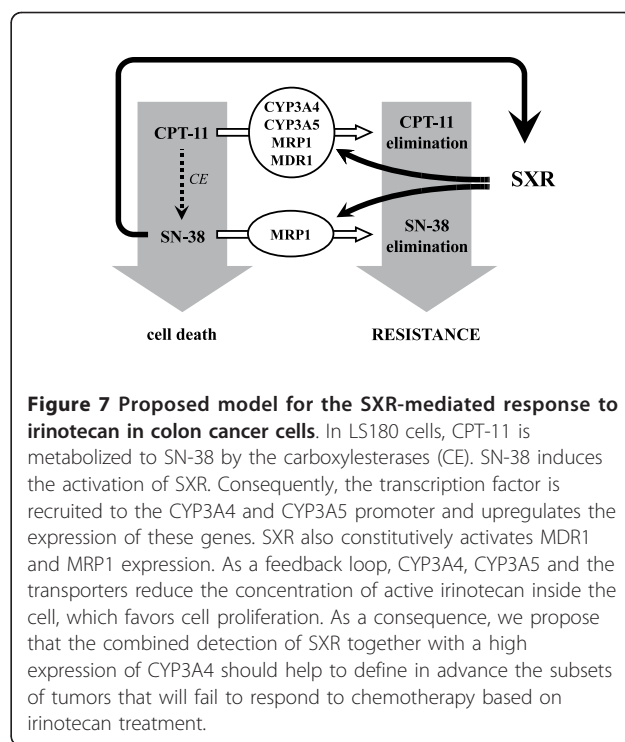 CYP3A4
CYP3A5
MRP1
MDR1
CPT-11
CPT-11
elimination
CE
SXR
SN-38
MRP1
SN-38
elimination
cell death
RESISTANCE
Figure 7 Proposed model for the SXR-mediated response to
irinotecan in colon cancer cells. In LS180 cells, CPT-11 is
metabolized to SN-38 by the carboxylesterases (CE). SN-38 induces
the activation of SXR. Consequently, the transcription factor is
recruited to the CYP3A4 and CYP3A5 promoter and upregulates the
expression of these genes. SXR also constitutively activates MDR1
and MRP1 expression. As a feedback loop, CYP3A4, CYP3A5 and the
transporters reduce the concentration of active irinotecan inside the
cell, which favors cell proliferation. As a consequence, we propose
that the combined detection of SXR together with a high
expression of CYP3A4 should help to define in advance the subsets
of tumors that will fail to respond to chemotherapy based on
irinotecan treatment.